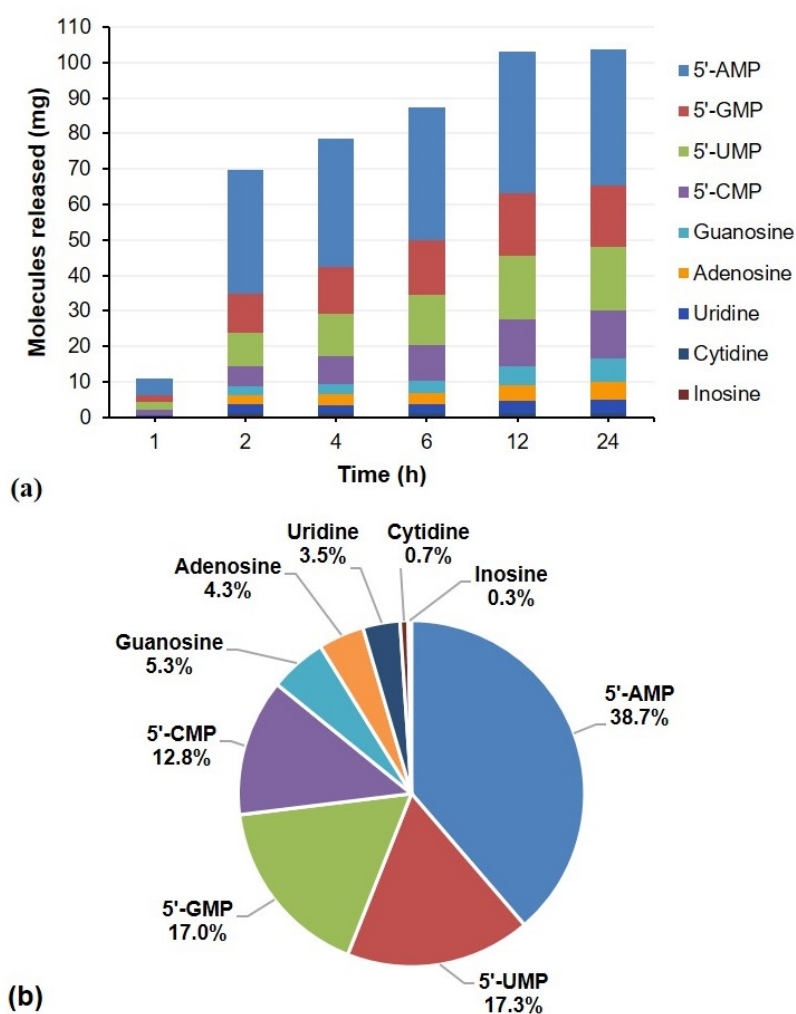 110
100
90
80
70
60
50
40
30
20
10
0
Molecules released (mg)
1 2 4 6 12 24
Time (h)
5'-AMP
5'-GMP
5'-UMP
5'-CMP
Guanosine
Adenosine
Uridine
Cytidine
Inosine
(a)
Uridine
3.5%
Cytidine
0.7%
Adenosine
4.3%
Inosine
0.3%
Guanosine
5.3%
5'-AMP
38.7%
5'-CMP
12.8%
5'-GMP
17.0%
5'-UMP
17.3%
(b)